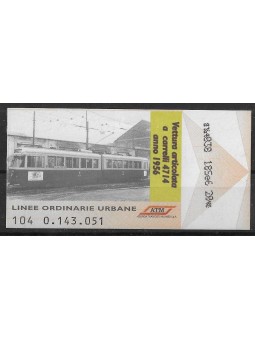 Vettura articolata
a carrelli 4714
anno 1956
LINEE ORDINARIE URBANE
104 0.143.051
ATM